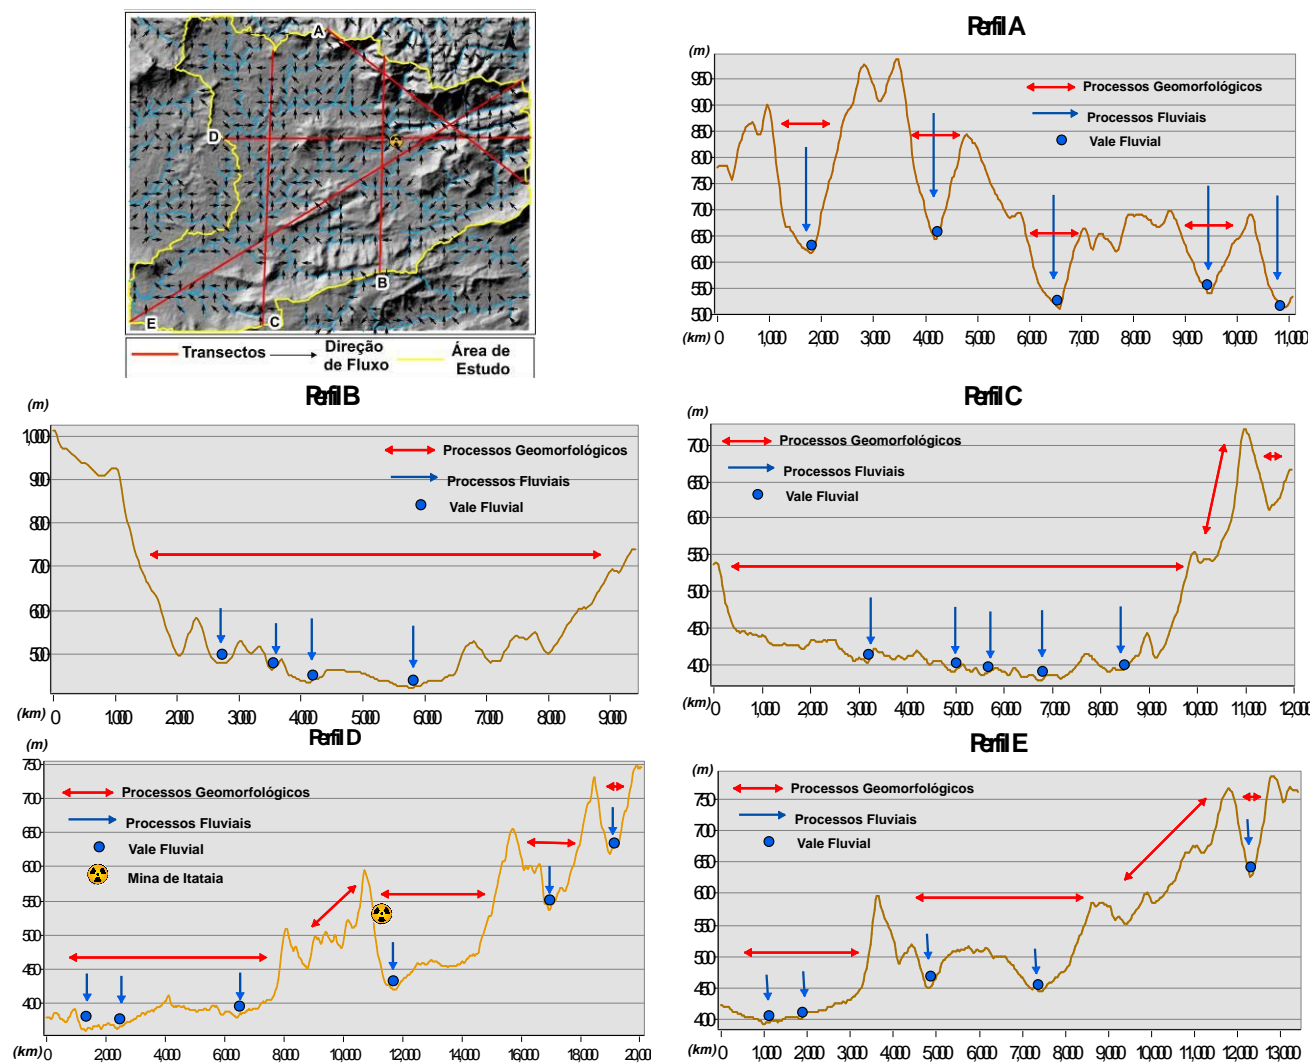 A
D
B
E
C
Transectos
Direção
de Fluxo
Área de
Estudo
Perfil A
(m)
950
900
850
800
750
700
650
600
550
500
Processos Geomorfológicos
Processos Fluviais
Vale Fluvial
(km) 0 1,000 2,000 3,000 4,000 5,000 6,000 7,000 8,000 9,000 10,000 11,000
Perfil B
(m)
1,000
900
800
700
600
500
Processos Geomorfológicos
Processos Fluviais
Vale Fluvial
(km) 0 1,000 2,000 3,000 4,000 5,000 6,000 7,000 8,000 9,000
Perfil C
(m)
700
650
600
550
500
450
400
Processos Geomorfológicos
Processos Fluviais
Vale Fluvial
(km) 0 1,000 2,000 3,000 4,000 5,000 6,000 7,000 8,000 9,000 10,000 11,000 12,000
Perfil D
(m)
750
700
650
600
550
500
450
400
Processos Geomorfológicos
Processos Fluviais
Vale Fluvial
Mina de Itataia
(km) 0 2,000 4,000 6,000 8,000 10,000 12,000 14,000 16,000 18,000 20,000
Perfil E
(m)
750
700
650
600
550
500
450
400
Processos Geomorfológicos
Processos Fluviais
Vale Fluvial
(km) 0 1,000 2,000 3,000 4,000 5,000 6,000 7,000 8,000 9,000 10,000 11,000 12,000 13,000